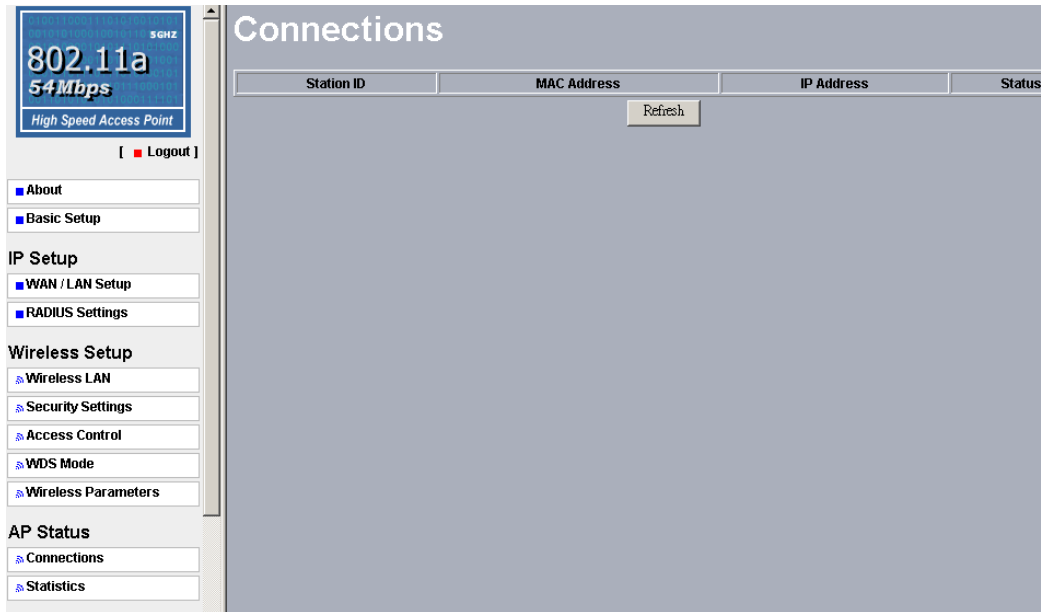 5GHZ
802.11a
54Mbps
High Speed Access Point
[ Logout ]
About
Basic Setup
IP Setup
WAN / LAN Setup
RADIUS Settings
Wireless Setup
Wireless LAN
Security Settings
Access Control
WDS Mode
Wireless Parameters
AP Status
Connections
Statistics
Connections
Station ID MAC Address IP Address Status
Refresh